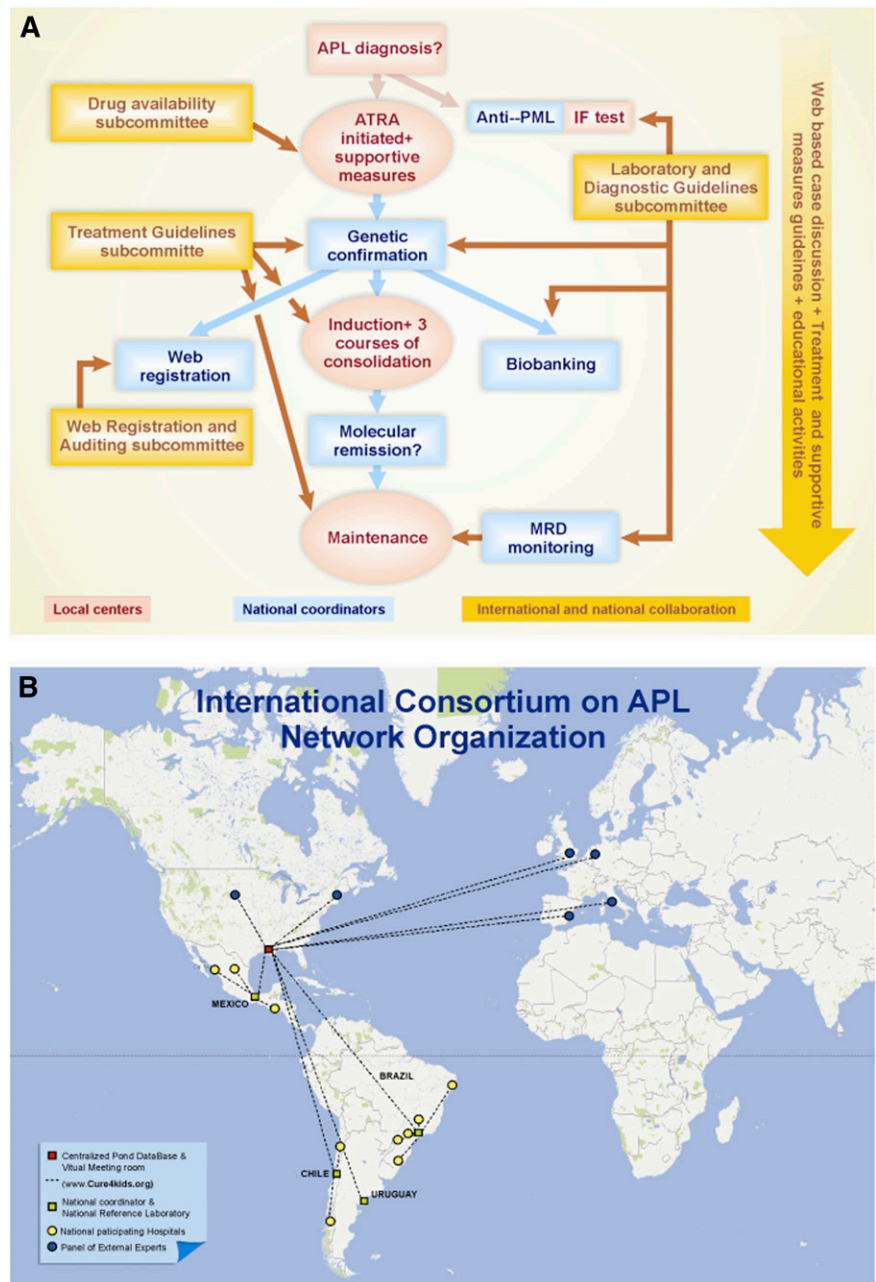 A
APL diagnosis?
Drug availability
subcommittee
ATRA
initiated+
supportive
measures
Anti--PML
IF test
Laboratory and
Diagnostic Guidelines
subcommittee
Treatment Guidelines
subcommitte
Genetic
confirmation
Web
registration
Induction+ 3
courses of
consolidation
Biobanking
Web Registration and
Auditing subcommittee
Molecular
remission?
Maintenance
MRD
monitoring
Web based case discussion + Treatment and supportive
measures guideines + educational activities
Local centers
National coordinators
International and national collaboration
B
International Consortium on APL
Network Organization
MEXICO
BRAZIL
CHILE
URUGUAY
Centralized Pond DataBase &
Vitual Meeting room
(www.Cure4kids.org)
National coordinator &
National Reference Laboratory
National paticipating Hospitals
Panel of External Experts